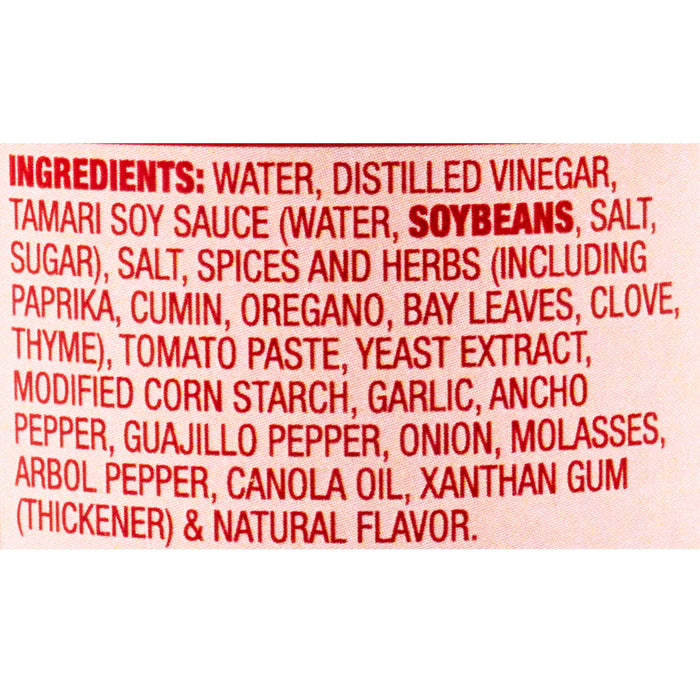 INGREDIENTS: WATER, DISTILLED VINEGAR,
TAMARI SOY SAUCE (WATER, SOYBEANS, SALT,
SUGAR), SALT, SPICES AND HERBS (INCLUDING
PAPRIKA, CUMIN, OREGANO, BAY LEAVES, CLOVE,
THYME), TOMATO PASTE, YEAST EXTRACT,
MODIFIED CORN STARCH, GARLIC, ANCHO
PEPPER, GUAJILLO PEPPER, ONION, MOLASSES,
ARBOL PEPPER, CANOLA OIL, XANTHAN GUM
(THICKENER) & NATURAL FLAVOR.